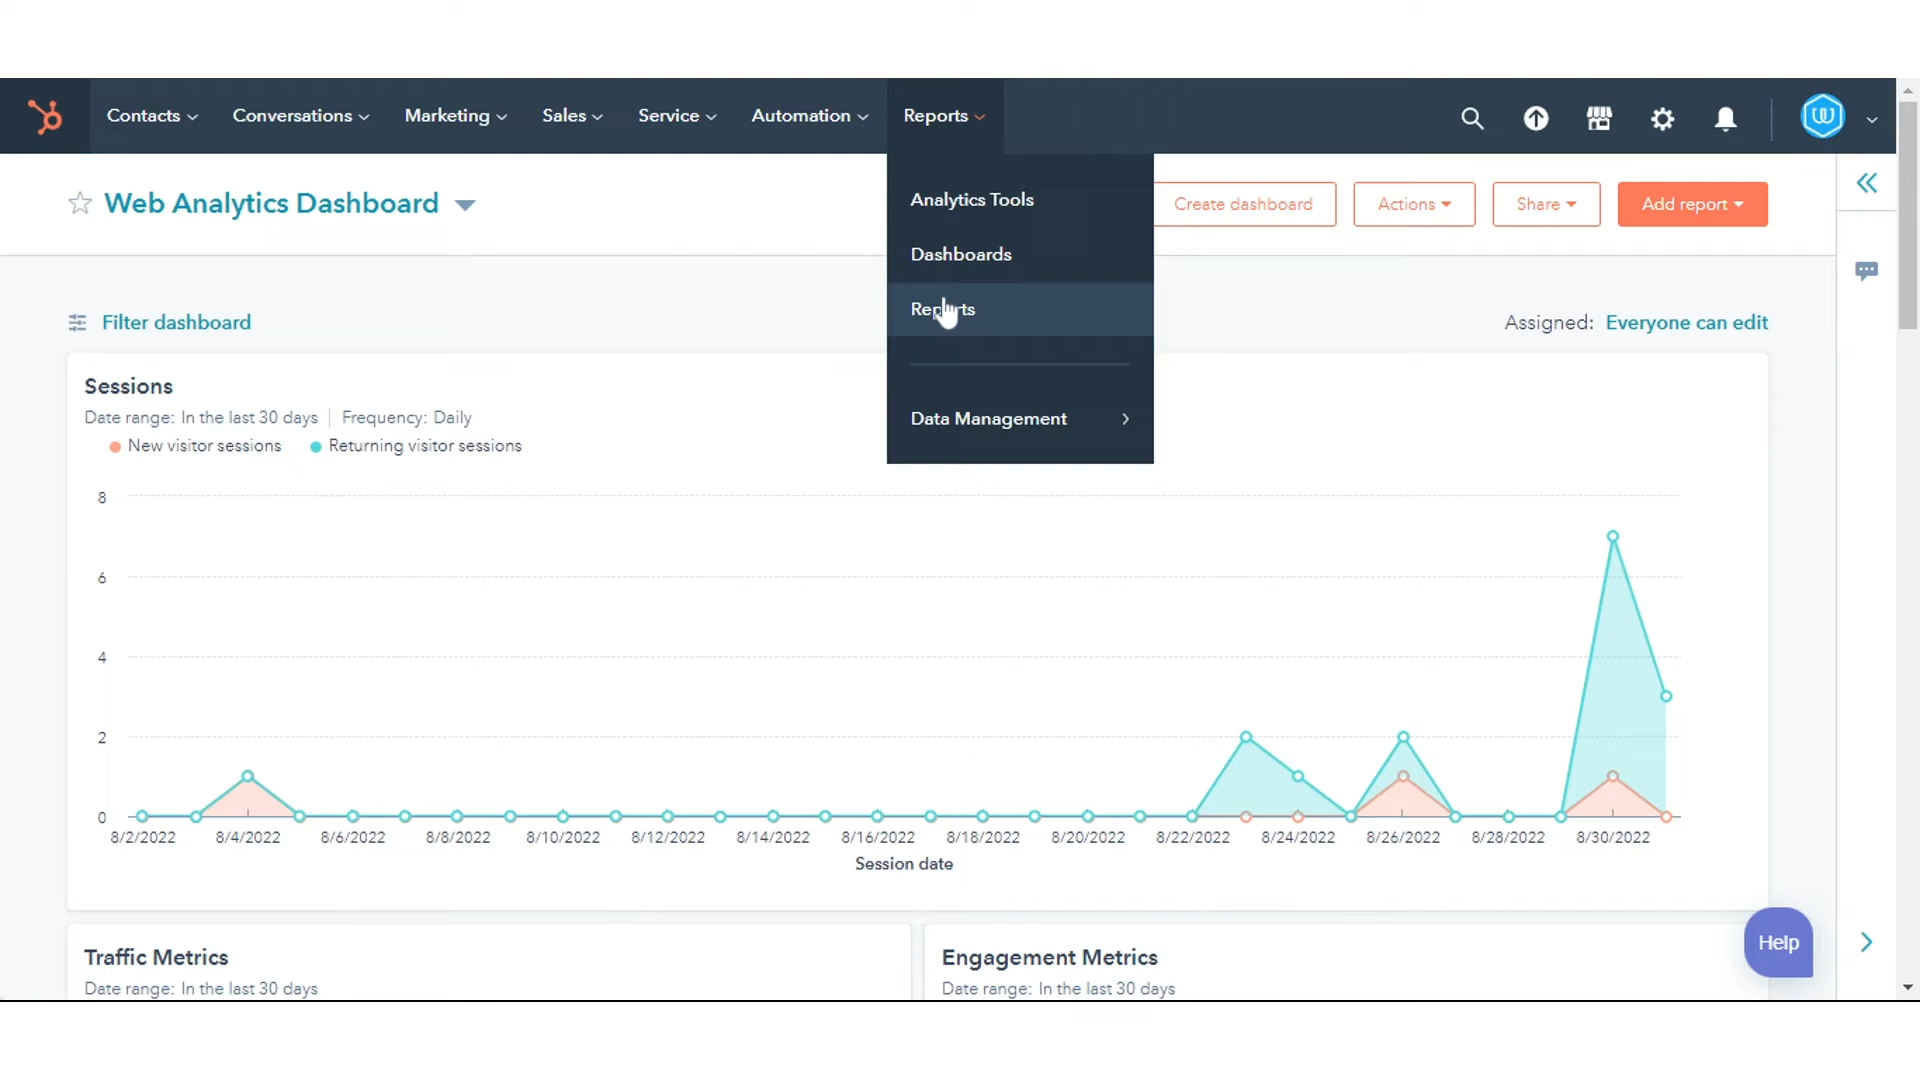 Contacts Conversations Marketing Sales Service Automation Reports
Web Analytics Dashboard
Analytics Tools
Dashboards
Reports
Data Management
Create dashboard Actions Share Add report
Filter dashboard
Assigned: Everyone can edit
Sessions
Date range: In the last 30 days Frequency: Daily
New visitor sessions Returning visitor sessions
8
6
4
2
0
8/2/2022 8/4/2022 8/6/2022 8/8/2022 8/10/2022 8/12/2022 8/14/2022 8/16/2022 8/18/2022 8/20/2022 8/22/2022 8/24/2022 8/26/2022 8/28/2022 8/30/2022
Session date
Traffic Metrics
Date range: In the last 30 days
Engagement Metrics
Date range: In the last 30 days
Help